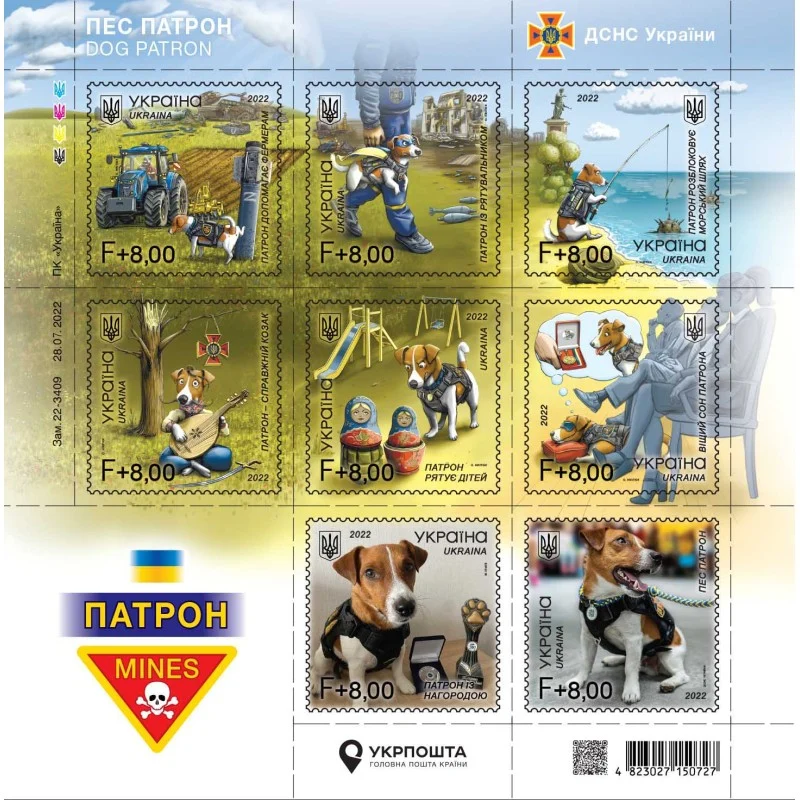 ПЕС ПАТРОН
DOG PATRON
ДСНС України
УКРАЇНА
UKRAINA
2022
ПАТРОН ДОПОМАГАЄ ФЕРМЕРАМ
F+8,00
УКРАЇНА
UKRAINA
2022
ПАТРОН ІЗ РЯТУВАЛЬНИКОМ
F+8,00
2022
ПАТРОН РОЗБЛОКОВУЄ
МОРСЬКИЙ ШЛЯХ
УКРАЇНА
UKRAINA
F+8,00
ПК «Україна»
Зам. 22-3409 28.07.2022
УКРАЇНА
UKRAINA
ПАТРОН – СПРАВЖНІЙ КОЗАК
F+8,00
2022
УКРАЇНА
2022
UKRAINA
F+8,00
ПАТРОН
РЯТУЄ ДІТЕЙ
2022
ВІЩИЙ СОН ПАТРОНА
F+8,00
УКРАЇНА
UKRAINA
2022
УКРАЇНА
UKRAINA
F+8,00
ПАТРОН ІЗ
НАГОРОДОЮ
ПЕС ПАТРОН
УКРАЇНА
UKRAINA
F+8,00
2022
ПАТРОН
MINES
УКРПОШТА
ГОЛОВНА ПОШТА КРАЇНИ
4 823027 150727